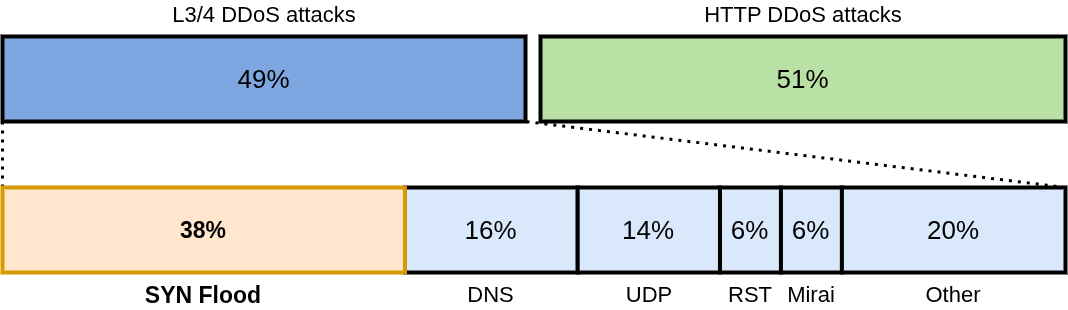 L3/4 DDoS attacks
HTTP DDoS attacks
49%
51%
38%
16%
14%
6%
6%
20%
SYN Flood
DNS
UDP
RST
Mirai
Other